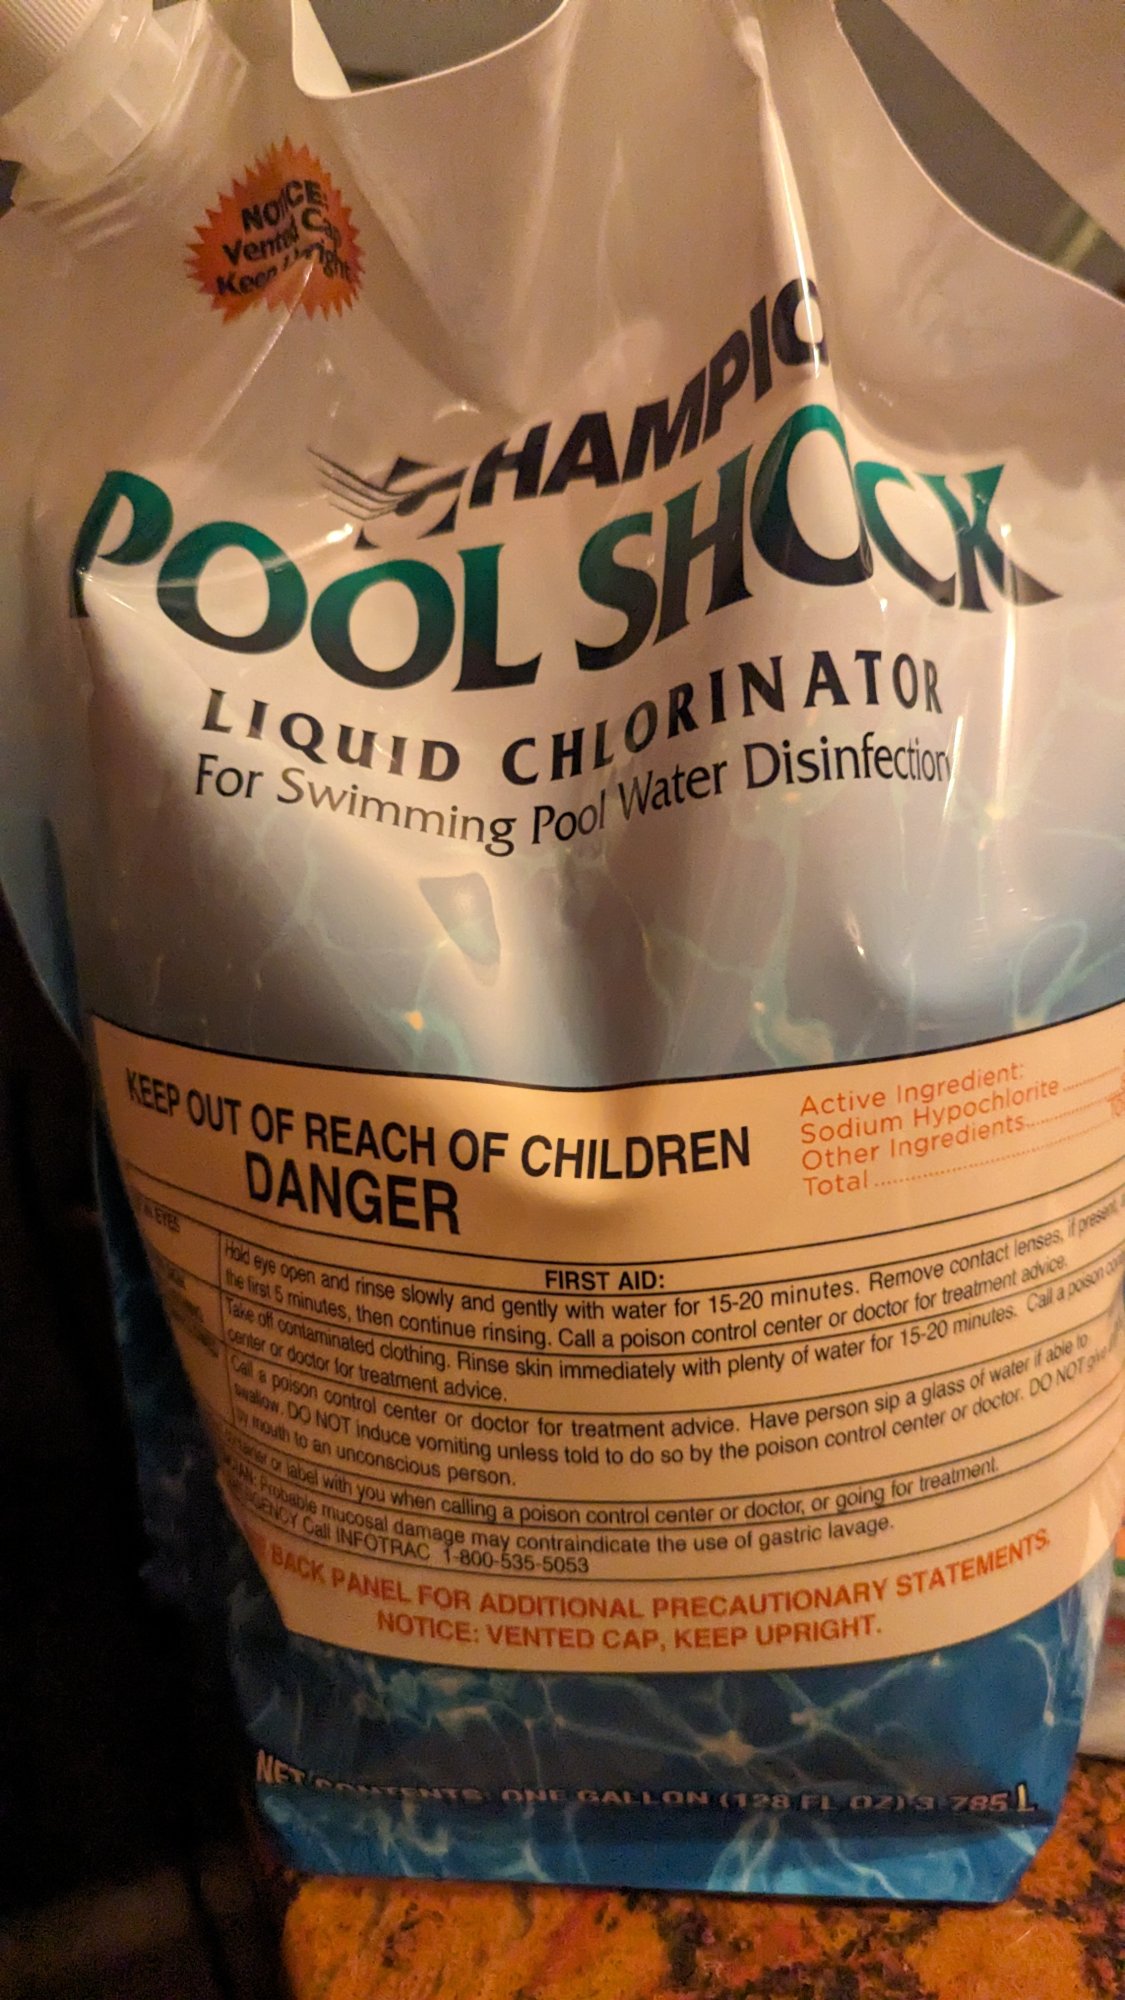 NOTICE:
Vented Cap
Keep Upright
CHAMPIO
POOL SHOCK
LIQUID CHLORINATOR
For Swimming Pool Water Disinfection
KEEP OUT OF REACH OF CHILDREN
DANGER
Active Ingredient:
Sodium Hypochlorite
Other Ingredients
Total
EYES
FIRST AID:
Hold eye open and rinse slowly and gently with water for 15-20 minutes. Remove contact lenses, if present,
the first 5 minutes, then continue rinsing. Call a poison control center or doctor for treatment advice.
Take off contaminated clothing. Rinse skin immediately with plenty of water for 15-20 minutes. Call a poison
center or doctor for treatment advice.
Call a poison control center or doctor for treatment advice. Have person sip a glass of water if able to
swallow. DO NOT induce vomiting unless told to do so by the poison control center or doctor. DO NOT give
by mouth to an unconscious person.
or label with you when calling a poison control center or doctor, or going for treatment.
Probable mucosal damage may contraindicate the use of gastric lavage.
Call INFOTRAC 1-800-535-5053
BACK PANEL FOR ADDITIONAL PRECAUTIONARY STATEMENTS.
NOTICE: VENTED CAP, KEEP UPRIGHT.
NET CONTENTS: ONE GALLON (128 FL OZ) 3.785 L